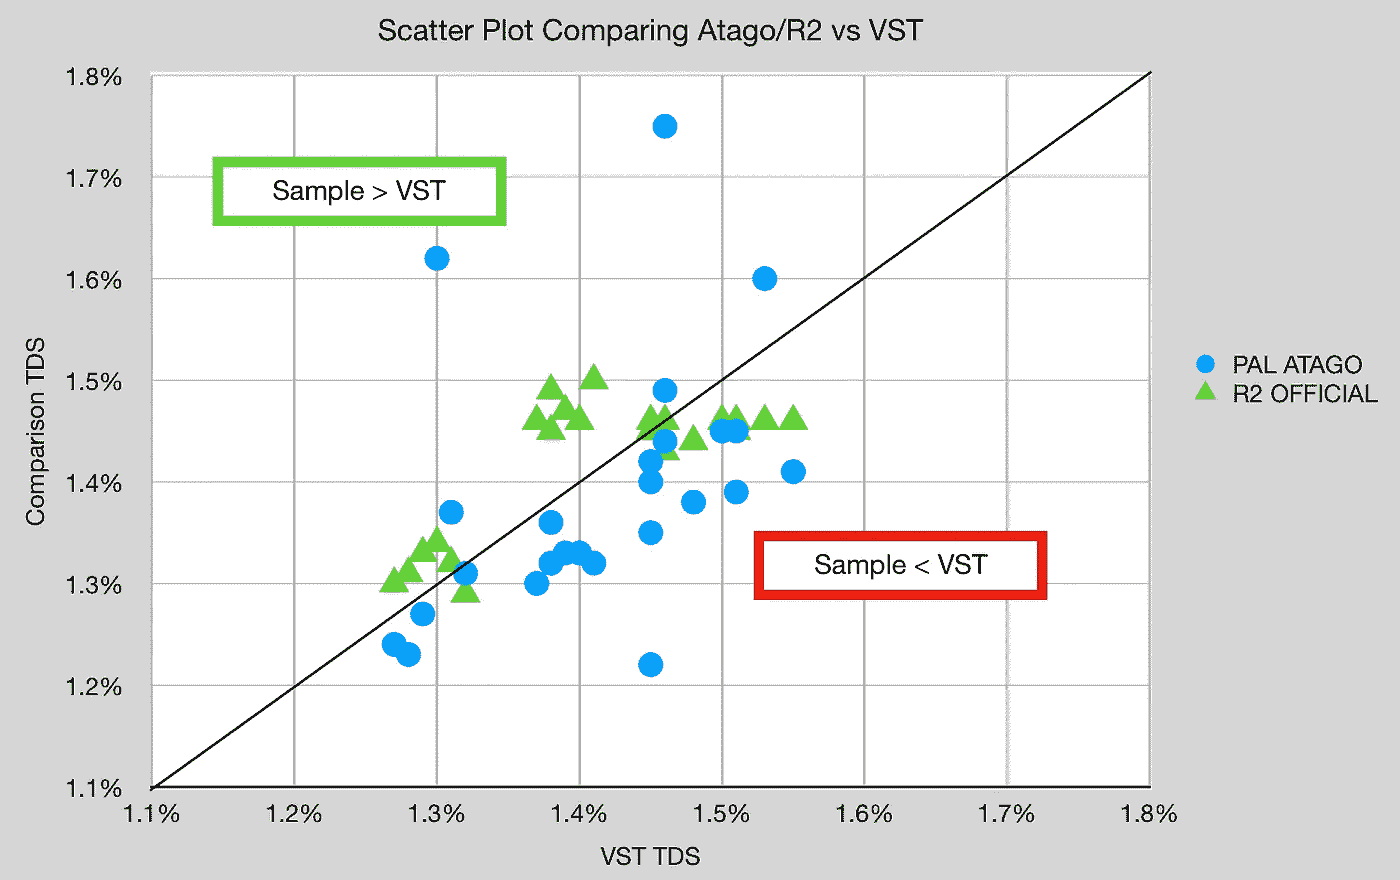 Scatter Plot Comparing Atago/R2 vs VST
1.8%
1.7%
1.6%
1.5%
1.4%
1.3%
1.2%
1.1%
Comparison TDS
Sample > VST
Sample < VST
PAL ATAGO
R2 OFFICIAL
1.1% 1.2% 1.3% 1.4% 1.5% 1.6% 1.7% 1.8%
VST TDS